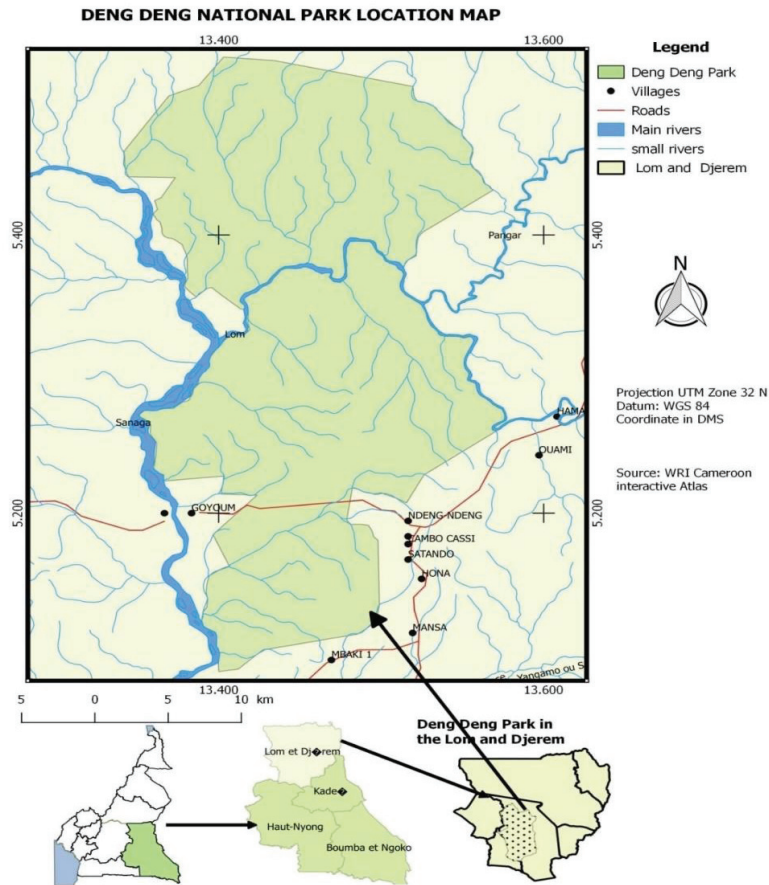 DENG DENG NATIONAL PARK LOCATION MAP
13.400
13.600
Legend
Deng Deng Park
Villages
Roads
Main rivers
small rivers
Lom and Djerem
5.400
Pangar
5.400
N
Lom
Projection UTM Zone 32 N
Datum: WGS 84
Coordinate in DMS
Sanaga
HAMA
OUAMI
Source: WRI Cameroon
interactive Atlas
5.200
GOYOUM
NDENG-NDENG
5.200
SATANDO
HONA
MANSA
MBAKI 1
Yangamo ou S
13.400
13.600
5 0 5 10 km
Deng Deng Park in
the Lom and Djerem
Lom et Dj�rem
Kade�
Haut-Nyong
Boumba et Ngoko